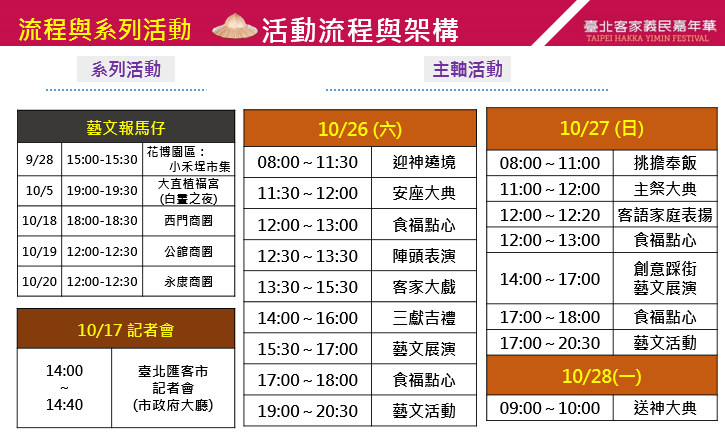 流程與系列活動 活動流程與架構
臺北客家義民嘉年華
TAIPEI HAKKA YIMIN FESTIVAL
系列活動
藝文報馬仔
9/28 15:00-15:30 花博園區：
小禾埕市集
10/5 19:00-19:30 大直植福宮
(白晝之夜)
10/18 18:00-18:30 西門商圈
10/19 12:00-12:30 公館商圈
10/20 12:00-12:30 永康商圈
10/17 記者會
14:00
~
14:40
臺北匯客市
記者會
(市政府大廳)
主軸活動
10/26 (六)
08:00～11:30 迎神遶境
11:30～12:00 安座大典
12:00～13:00 食福點心
12:30～13:30 陣頭表演
13:30～15:30 客家大戲
14:00～16:00 三獻吉禮
15:30～17:00 藝文展演
17:00～18:00 食福點心
19:00～20:30 藝文活動
10/27 (日)
08:00～11:00 挑擔奉飯
11:00～12:00 主祭大典
12:00～12:20 客語家庭表揚
12:00～13:00 食福點心
14:00～17:00 創意踩街
藝文展演
17:00～18:00 食福點心
17:00～20:30 藝文活動
10/28(一)
09:00～10:00 送神大典